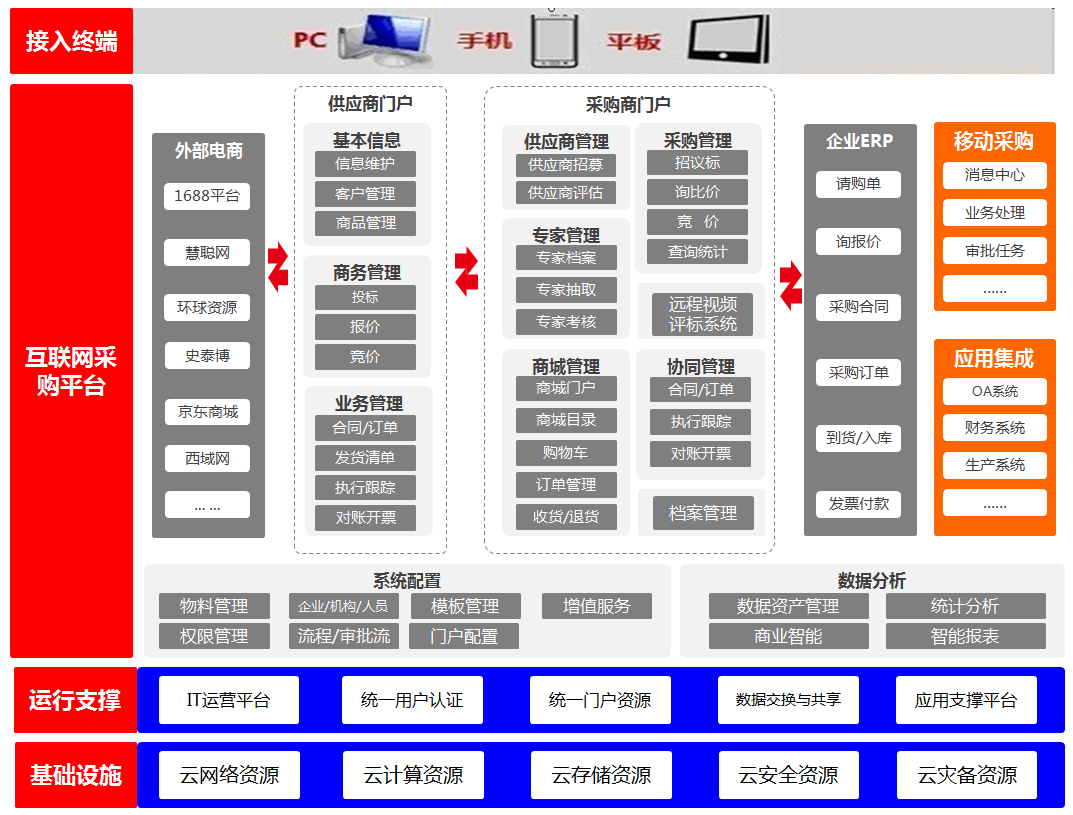 接入终端
PC
手机
平板
互联网采
购平台
外部电商
1688平台
慧聪网
环球资源
史泰博
京东商城
西域网
... ...
供应商门户
基本信息
信息维护
客户管理
商品管理
商务管理
投标
报价
竞价
业务管理
合同/订单
发货清单
执行跟踪
对账开票
采购商门户
供应商管理
供应商招募
供应商评估
专家管理
专家档案
专家抽取
专家考核
商城管理
商城门户
商城目录
购物车
订单管理
收货/退货
采购管理
招议标
询比价
竞 价
查询统计
远程视频
评标系统
协同管理
合同/订单
执行跟踪
对账开票
档案管理
企业ERP
请购单
询报价
采购合同
采购订单
到货/入库
发票付款
移动采购
消息中心
业务处理
审批任务
......
应用集成
OA系统
财务系统
生产系统
......
系统配置
物料管理
企业/机构/人员
模板管理
增值服务
权限管理
流程/审批流
门户配置
数据分析
数据资产管理
统计分析
商业智能
智能报表
运行支撑
IT运营平台
统一用户认证
统一门户资源
数据交换与共享
应用支撑平台
基础设施
云网络资源
云计算资源
云存储资源
云安全资源
云灾备资源